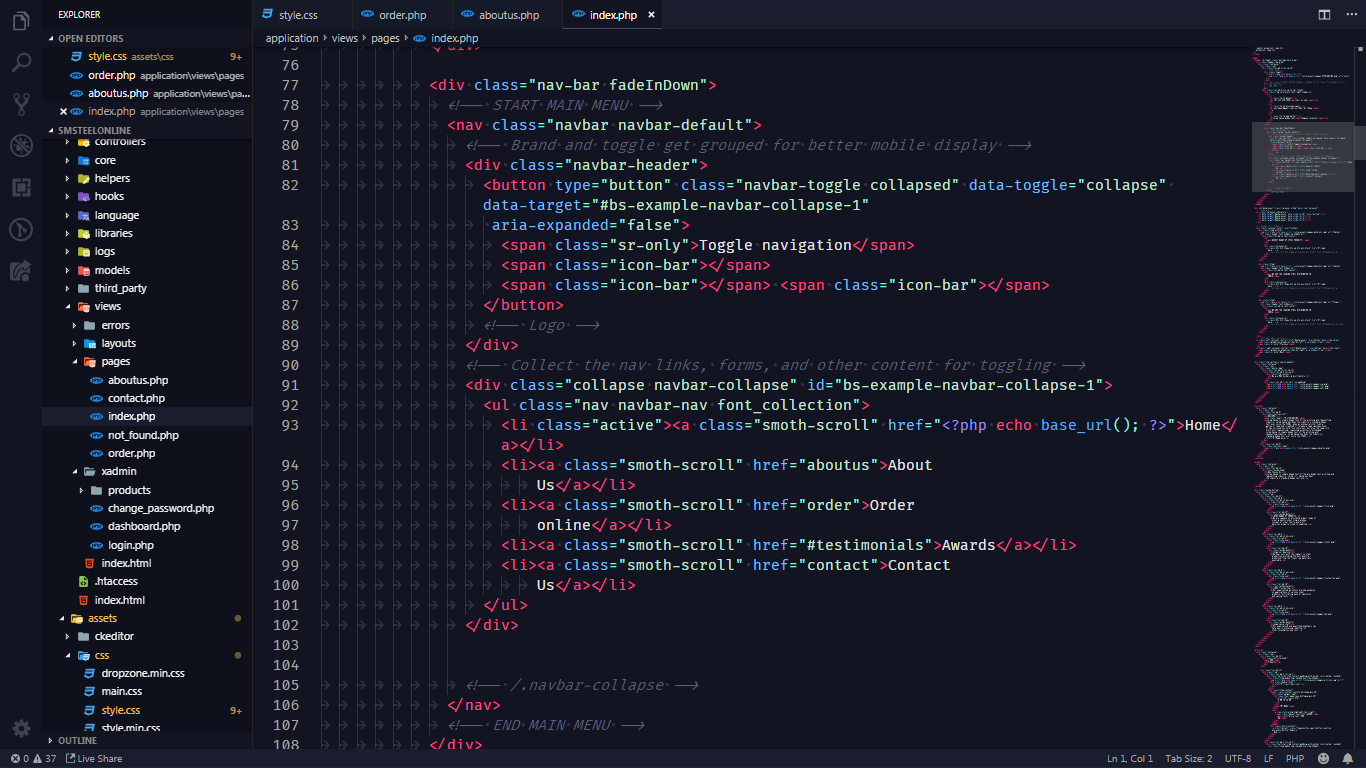 EXPLORER
OPEN EDITORS
style.css assets\css 9+
order.php application\views\pages
aboutus.php application\views\pa...
index.php application\views\pages
SMSTEELONLINE
controllers
core
helpers
hooks
language
libraries
logs
models
third_party
views
errors
layouts
pages
aboutus.php
contact.php
index.php
not_found.php
order.php
xadmin
products
change_password.php
dashboard.php
login.php
index.html
.htaccess
index.html
assets
ckeditor
css
dropzone.min.css
main.css
style.css 9+
style.min.css
OUTLINE
style.css order.php aboutus.php index.php
application views pages index.php
75 </div>
76
77 <div class="nav-bar fadeInDown">
78 <!-- START MAIN MENU -->
79 <nav class="navbar navbar-default">
80 <!-- Brand and toggle get grouped for better mobile display -->
81 <div class="navbar-header">
82 <button type="button" class="navbar-toggle collapsed" data-toggle="collapse"
data-target="#bs-example-navbar-collapse-1"
83 aria-expanded="false">
84 <span class="sr-only">Toggle navigation</span>
85 <span class="icon-bar"></span>
86 <span class="icon-bar"></span> <span class="icon-bar"></span>
87 </button>
88 <!-- Logo -->
89 </div>
90 <!-- Collect the nav links, forms, and other content for toggling -->
91 <div class="collapse navbar-collapse" id="bs-example-navbar-collapse-1">
92 <ul class="nav navbar-nav font_collection">
93 <li class="active"><a class="smoth-scroll" href="<?php echo base_url(); ?>">Home</
a></li>
94 <li><a class="smoth-scroll" href="aboutus">About
95 Us</a></li>
96 <li><a class="smoth-scroll" href="order">Order
97 online</a></li>
98 <li><a class="smoth-scroll" href="#testimonials">Awards</a></li>
99 <li><a class="smoth-scroll" href="contact">Contact
100 Us</a></li>
101 </ul>
102 </div>
103
104
105 <!-- /.navbar-collapse -->
106 </nav>
107 <!-- END MAIN MENU -->
108 </div>
0 37 Live Share Ln 1, Col 1 Tab Size: 2 UTF-8 LF PHP